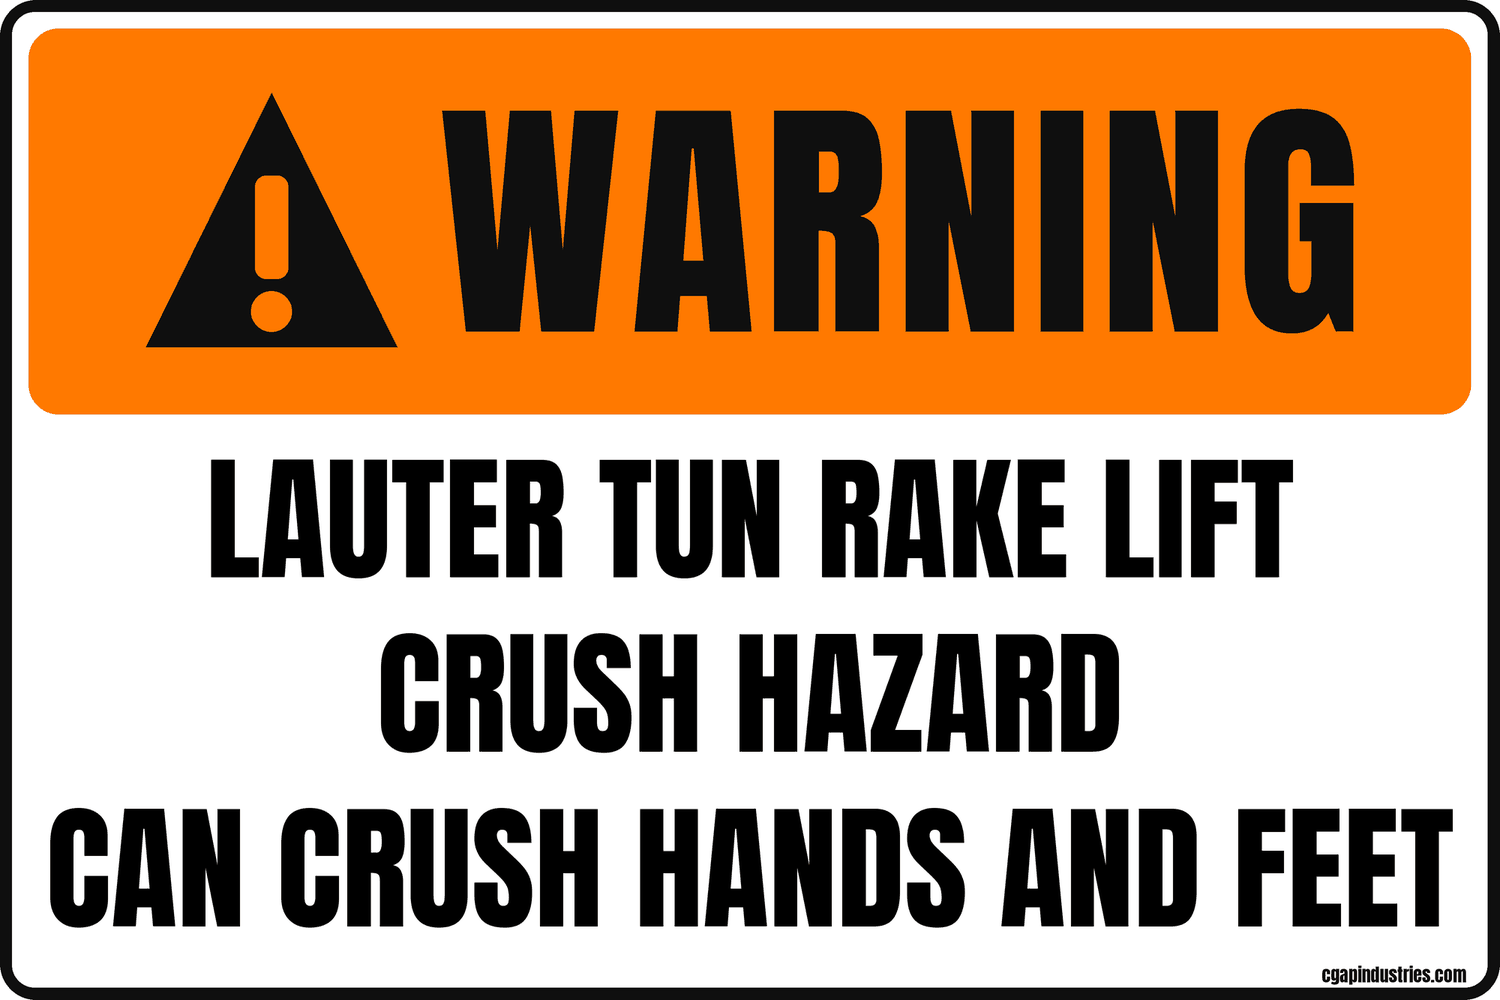 WARNING
LAUTER TUN RAKE LIFT
CRUSH HAZARD
CAN CRUSH HANDS AND FEET
cgapindustries.com